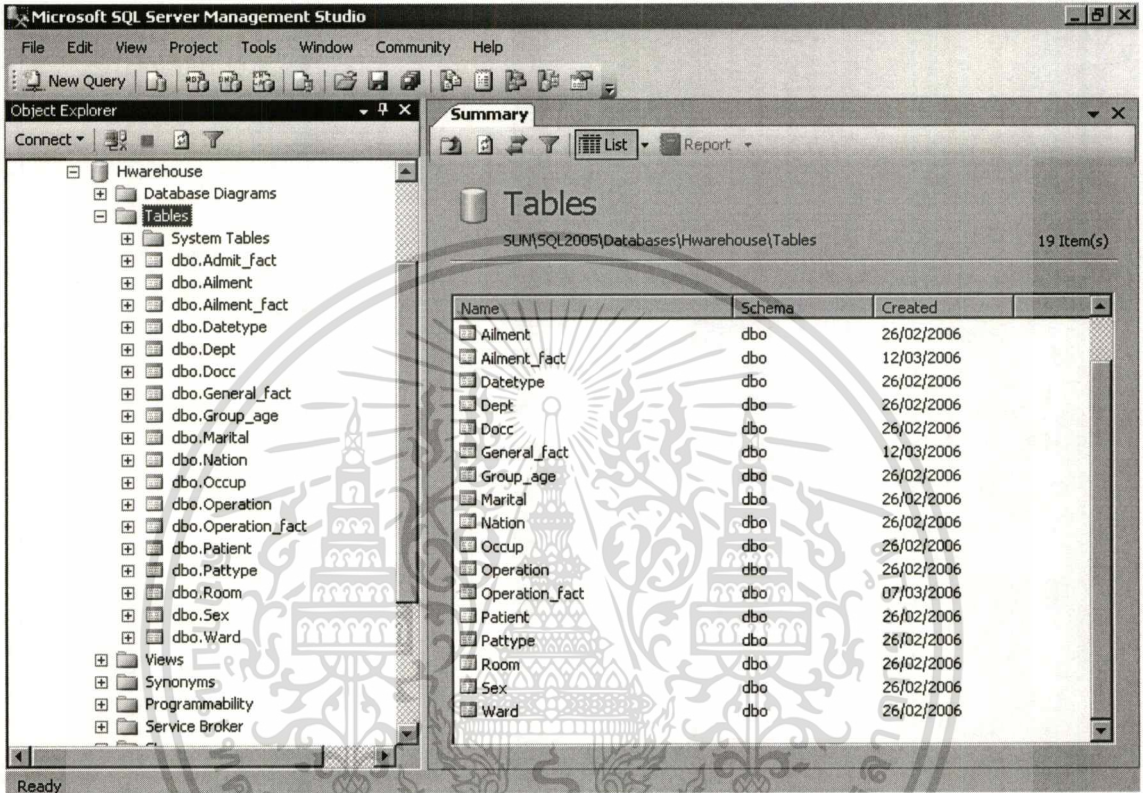 Microsoft SQL Server Management Studio
File Edit View Project Tools Window Community Help
New Query
Object Explorer
Connect
Hwarehouse
Database Diagrams
Tables
System Tables
dbo.Admit_fact
dbo.Ailment
dbo.Ailment_fact
dbo.Datetype
dbo.Dept
dbo.Docc
dbo.General_fact
dbo.Group_age
dbo.Marital
dbo.Nation
dbo.Occup
dbo.Operation
dbo.Operation_fact
dbo.Patient
dbo.Pattype
dbo.Room
dbo.Sex
dbo.Ward
Views
Synonyms
Programmability
Service Broker
Ready
Summary
List Report
Tables
SUN\SQL2005\Databases\Hwarehouse\Tables 19 Item(s)
Name Schema Created
Ailment dbo 26/02/2006
Ailment_fact dbo 12/03/2006
Datetype dbo 26/02/2006
Dept dbo 26/02/2006
Docc dbo 26/02/2006
General_fact dbo 12/03/2006
Group_age dbo 26/02/2006
Marital dbo 26/02/2006
Nation dbo 26/02/2006
Occup dbo 26/02/2006
Operation dbo 26/02/2006
Operation_fact dbo 07/03/2006
Patient dbo 26/02/2006
Pattype dbo 26/02/2006
Room dbo 26/02/2006
Sex dbo 26/02/2006
Ward dbo 26/02/2006